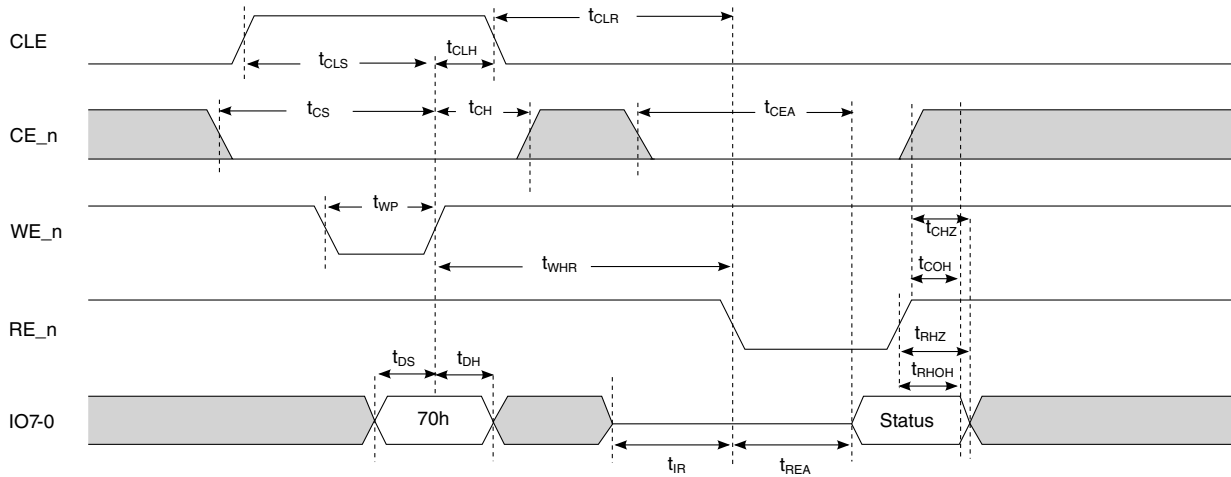 CLE
tCLR
tCLS
tCLH
CE_n
tCS
tCH
tCEA
WE_n
tWP
tCHZ
tWHR
tCOH
RE_n
tRHZ
tDS
tDH
tRHOH
IO7-0
70h
Status
tIR
tREA